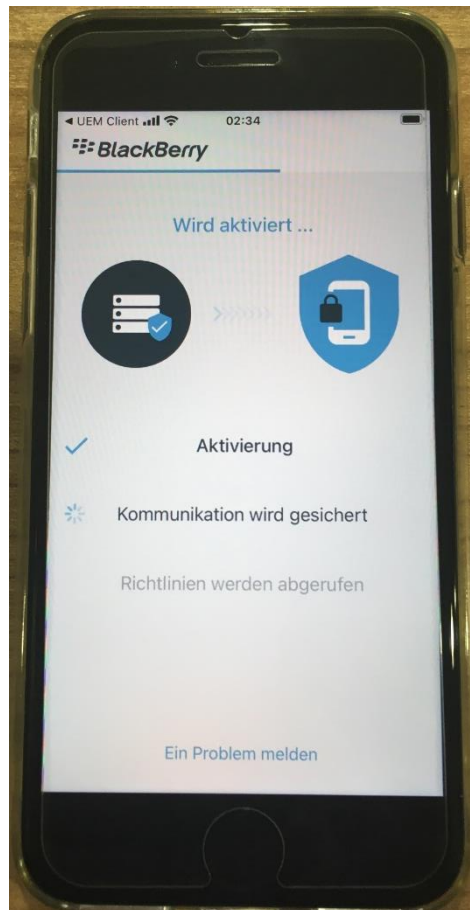 ◀ UEM Client 02:34
BlackBerry
Wird aktiviert ...
Aktivierung
Kommunikation wird gesichert
Richtlinien werden abgerufen
Ein Problem melden